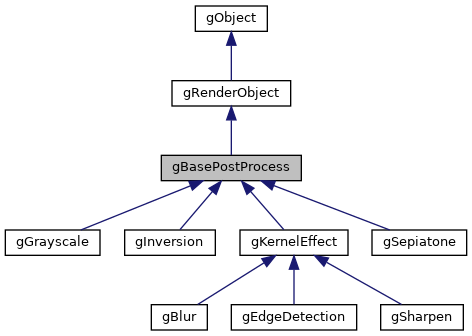 gObject
gRenderObject
gBasePostProcess
gGrayscale
gInversion
gKernelEffect
gSepiatone
gBlur
gEdgeDetection
gSharpen